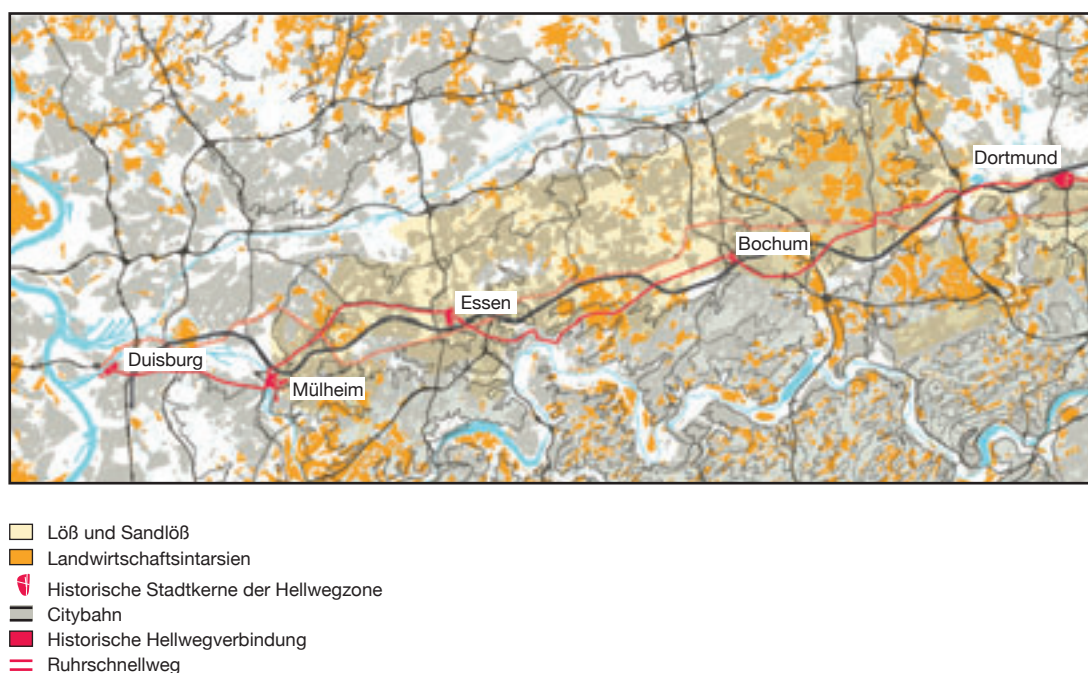 Dortmund
Bochum
Essen
Duisburg
Mülheim
Löß und Sandlöß
Landwirtschaftsintarsien
Historische Stadtkerne der Hellwegzone
Citybahn
Historische Hellwegverbindung
Ruhrschnellweg